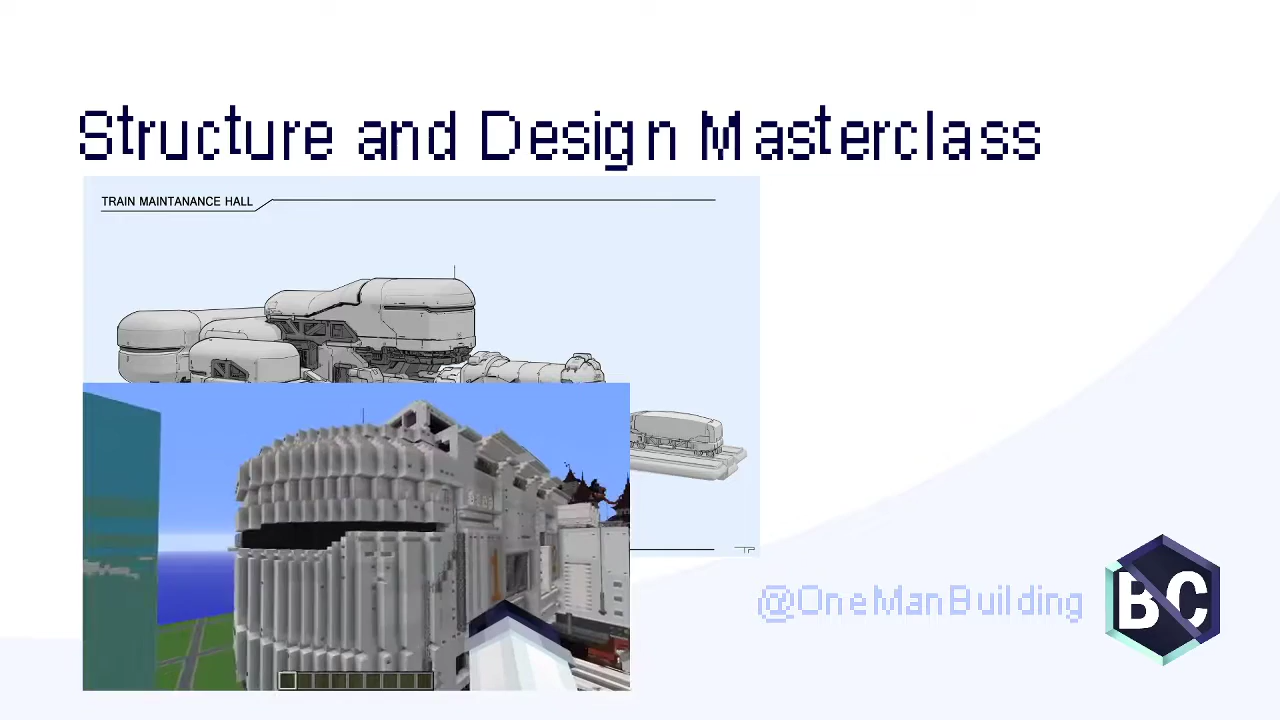 Structure and Design Masterclass
TRAIN MAINTANANCE HALL
@OneManBuilding
BC